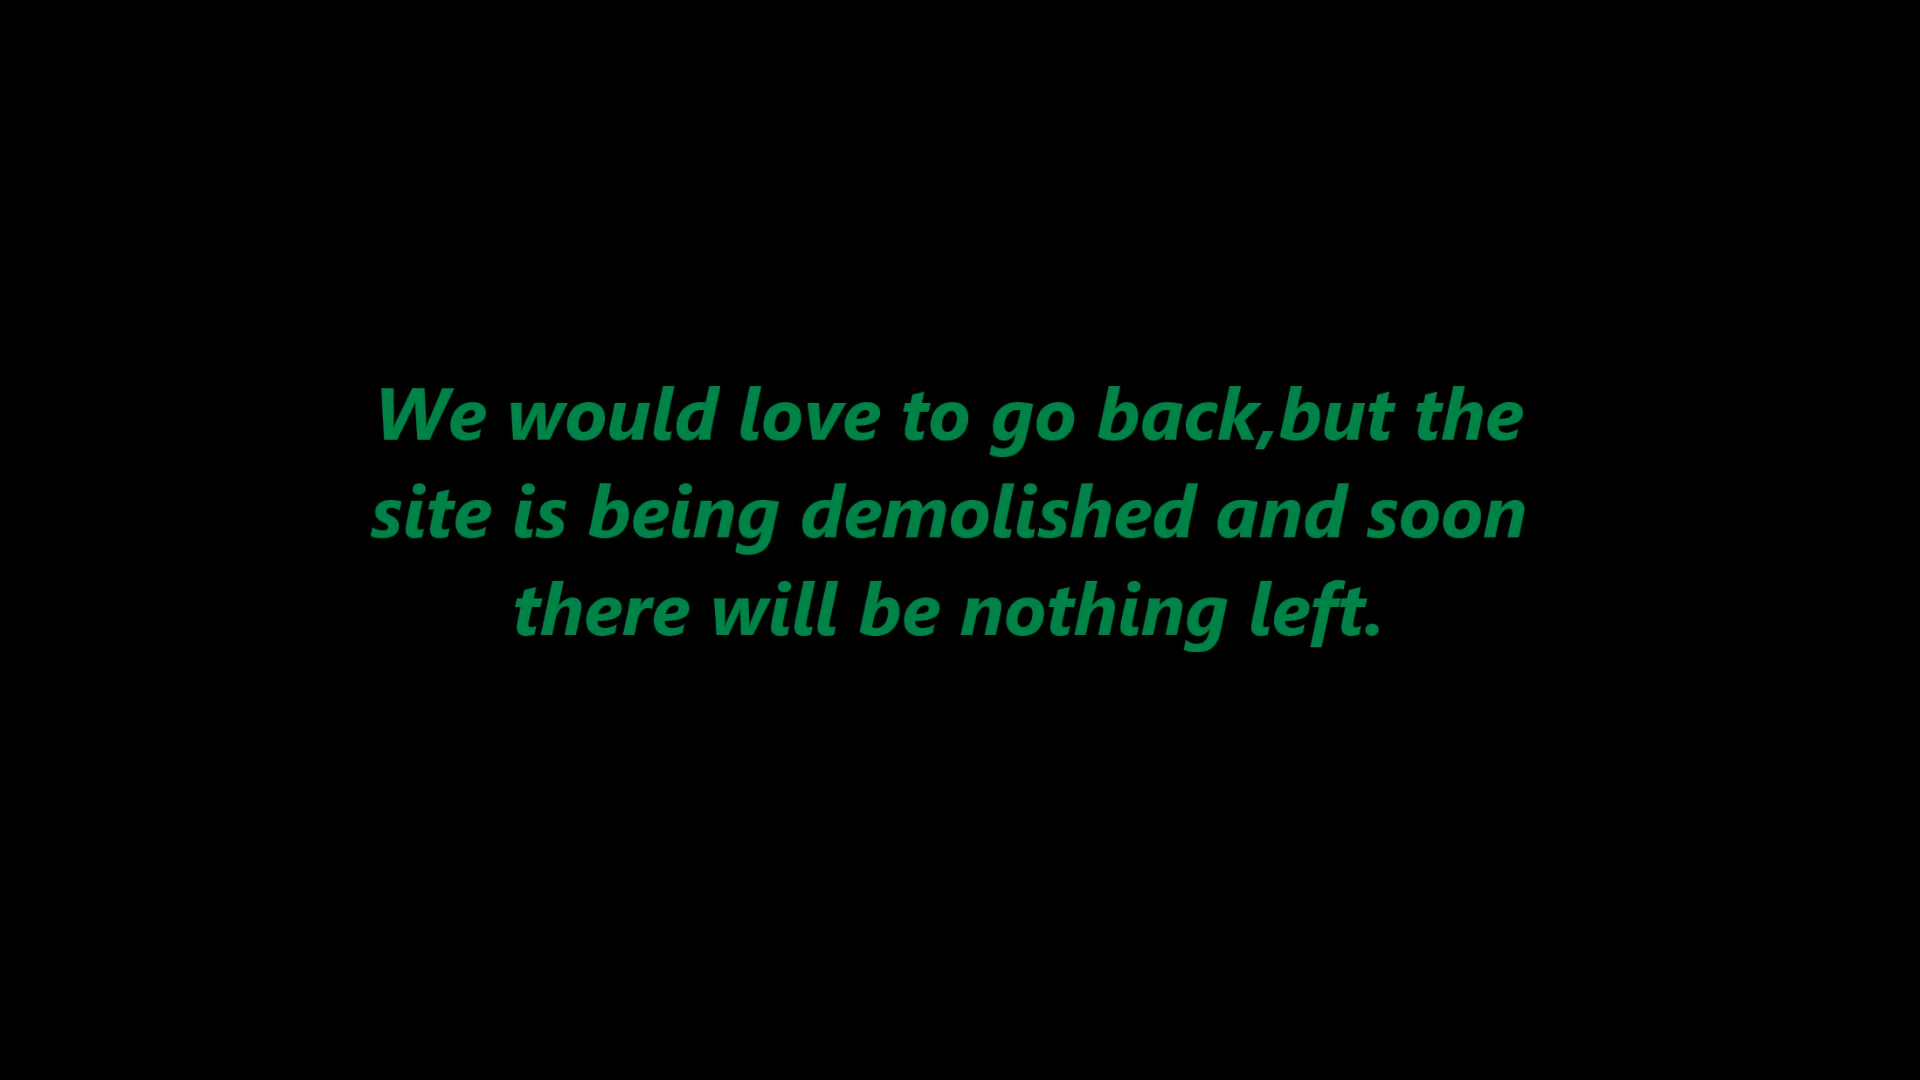 We would love to go back,but the
site is being demolished and soon
there will be nothing left.